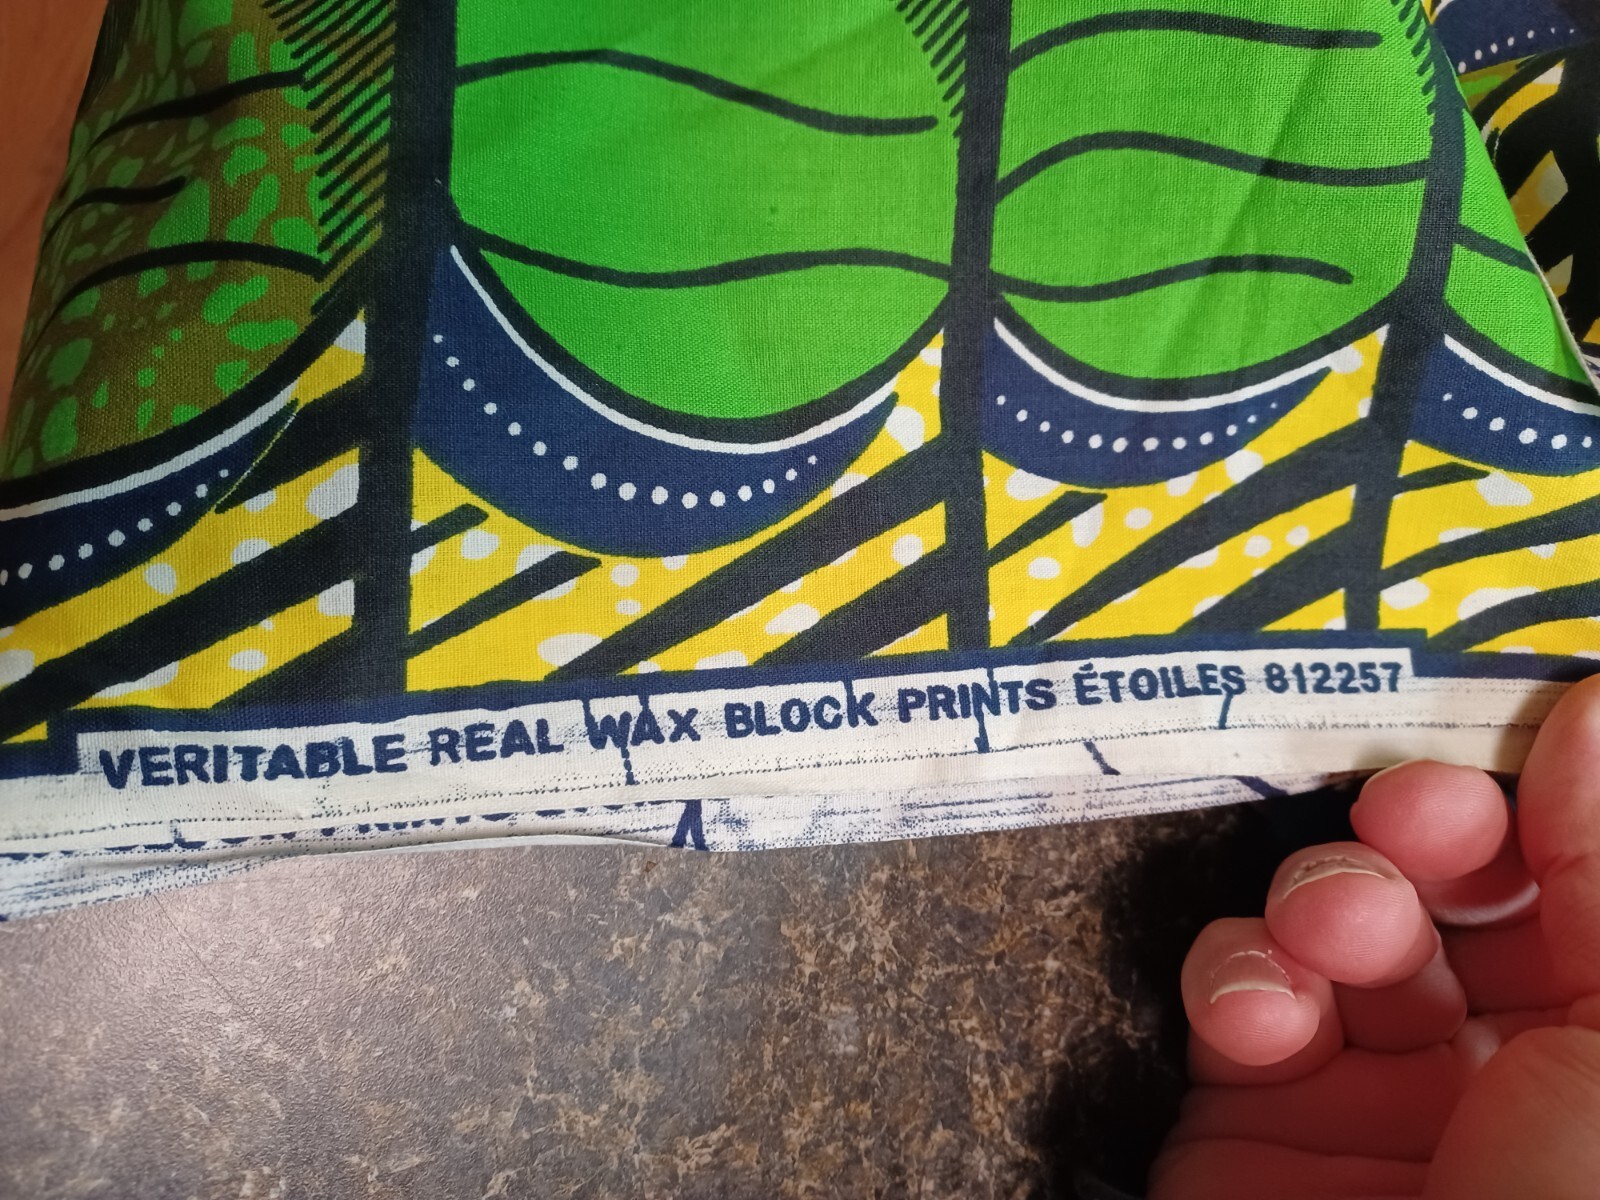 VERITABLE REAL WAX BLOCK PRINTS ÉTOILES 812257